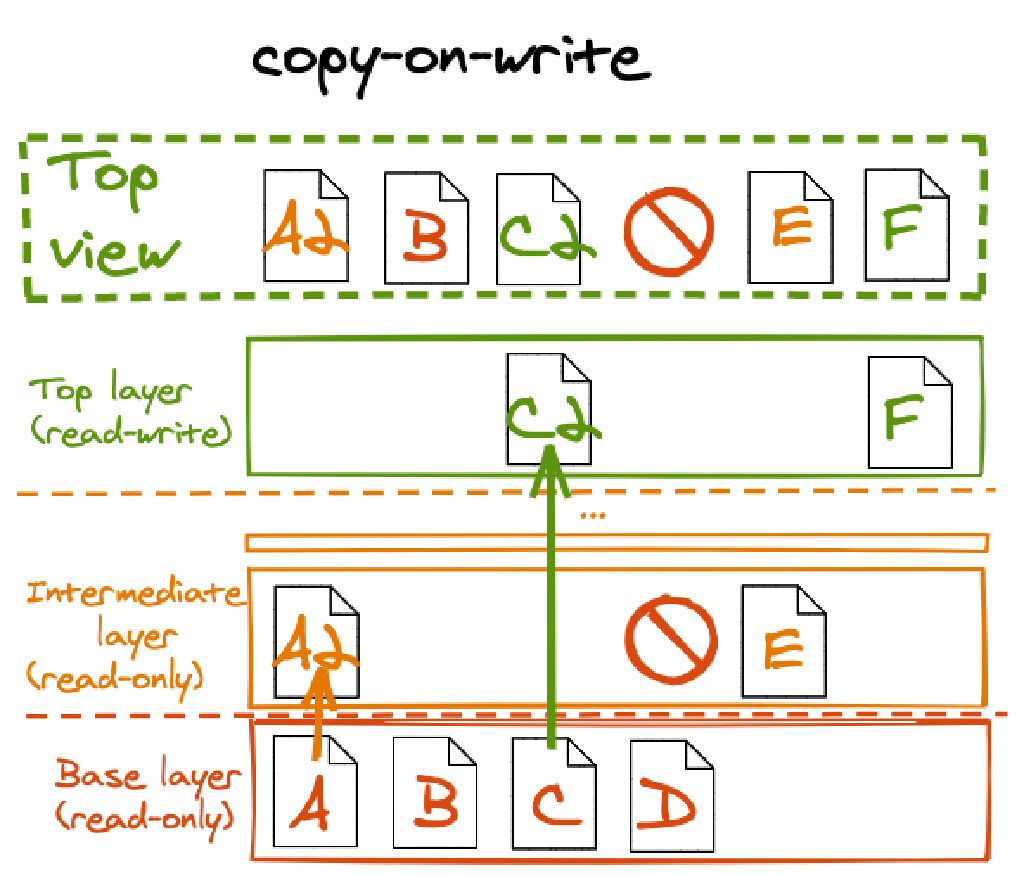 copy-on-write
Top
view
A2 B C2 E F
Top layer
(read-write)
C2 F
...
Intermediate
layer
(read-only)
A2 E
Base layer
(read-only)
A B C D